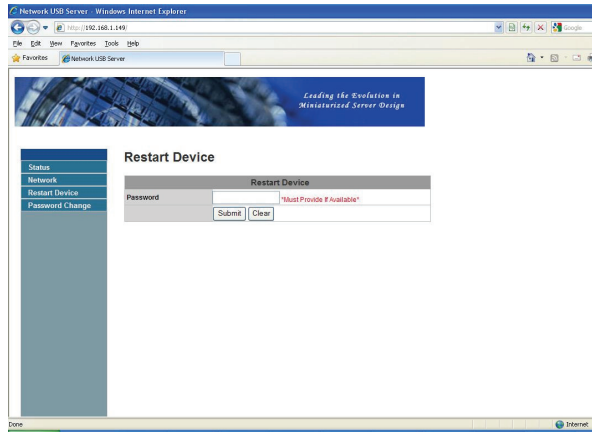 Network USB Server - Windows Internet Explorer
http://192.168.1.149/
Google
File Edit View Favorites Tools Help
Favorites Network USB Server
Leading the Evolution in
Miniaturized Server Design
Restart Device
Status
Network
Restart Device
Password Change
Restart Device
Password *Must Provide If Available*
Submit Clear
Done Internet